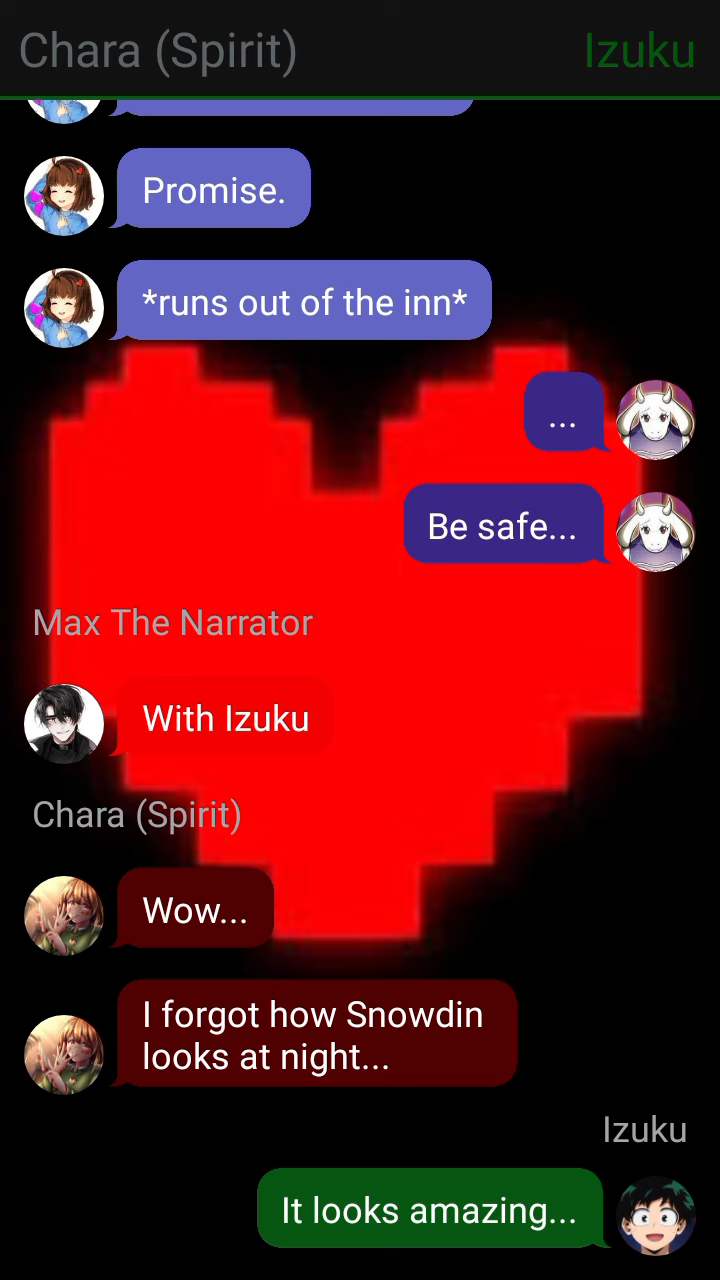 Chara (Spirit)
Izuku
Promise.
*runs out of the inn*
...
Be safe...
Max The Narrator
With Izuku
Chara (Spirit)
Wow...
I forgot how Snowdin
looks at night...
Izuku
It looks amazing...